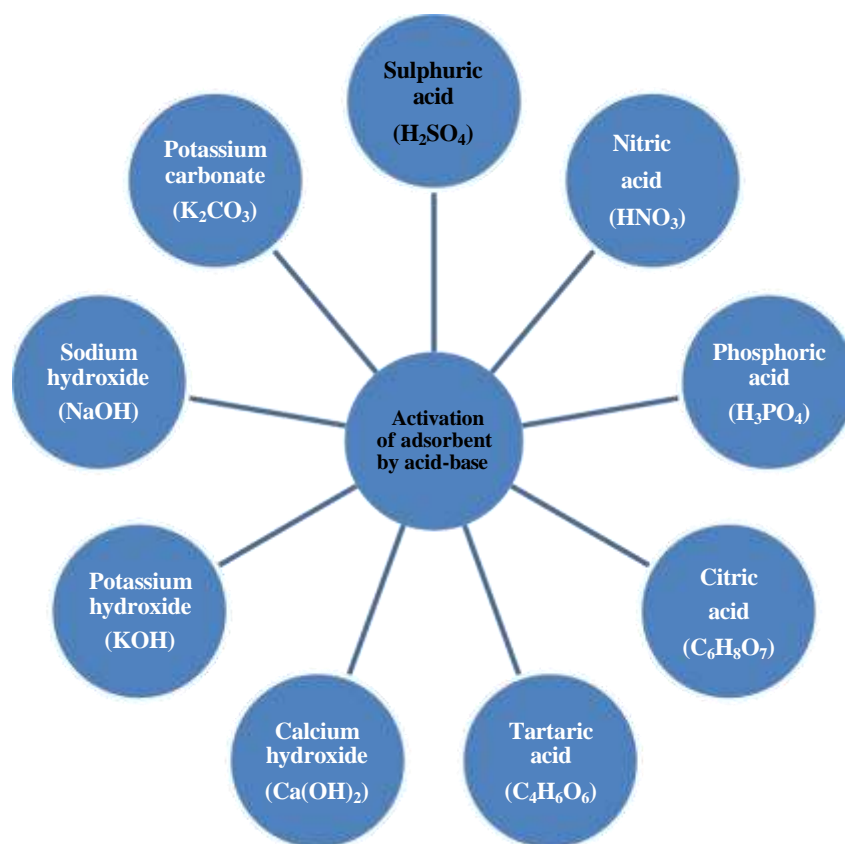 Sulphuric
acid
(H₂SO₄)
Nitric
acid
(HNO₃)
Phosphoric
acid
(H₃PO₄)
Citric
acid
(C₆H₈O₇)
Tartaric
acid
(C₄H₆O₆)
Calcium
hydroxide
(Ca(OH)₂)
Potassium
hydroxide
(KOH)
Sodium
hydroxide
(NaOH)
Potassium
carbonate
(K₂CO₃)
Activation
of adsorbent
by acid-base